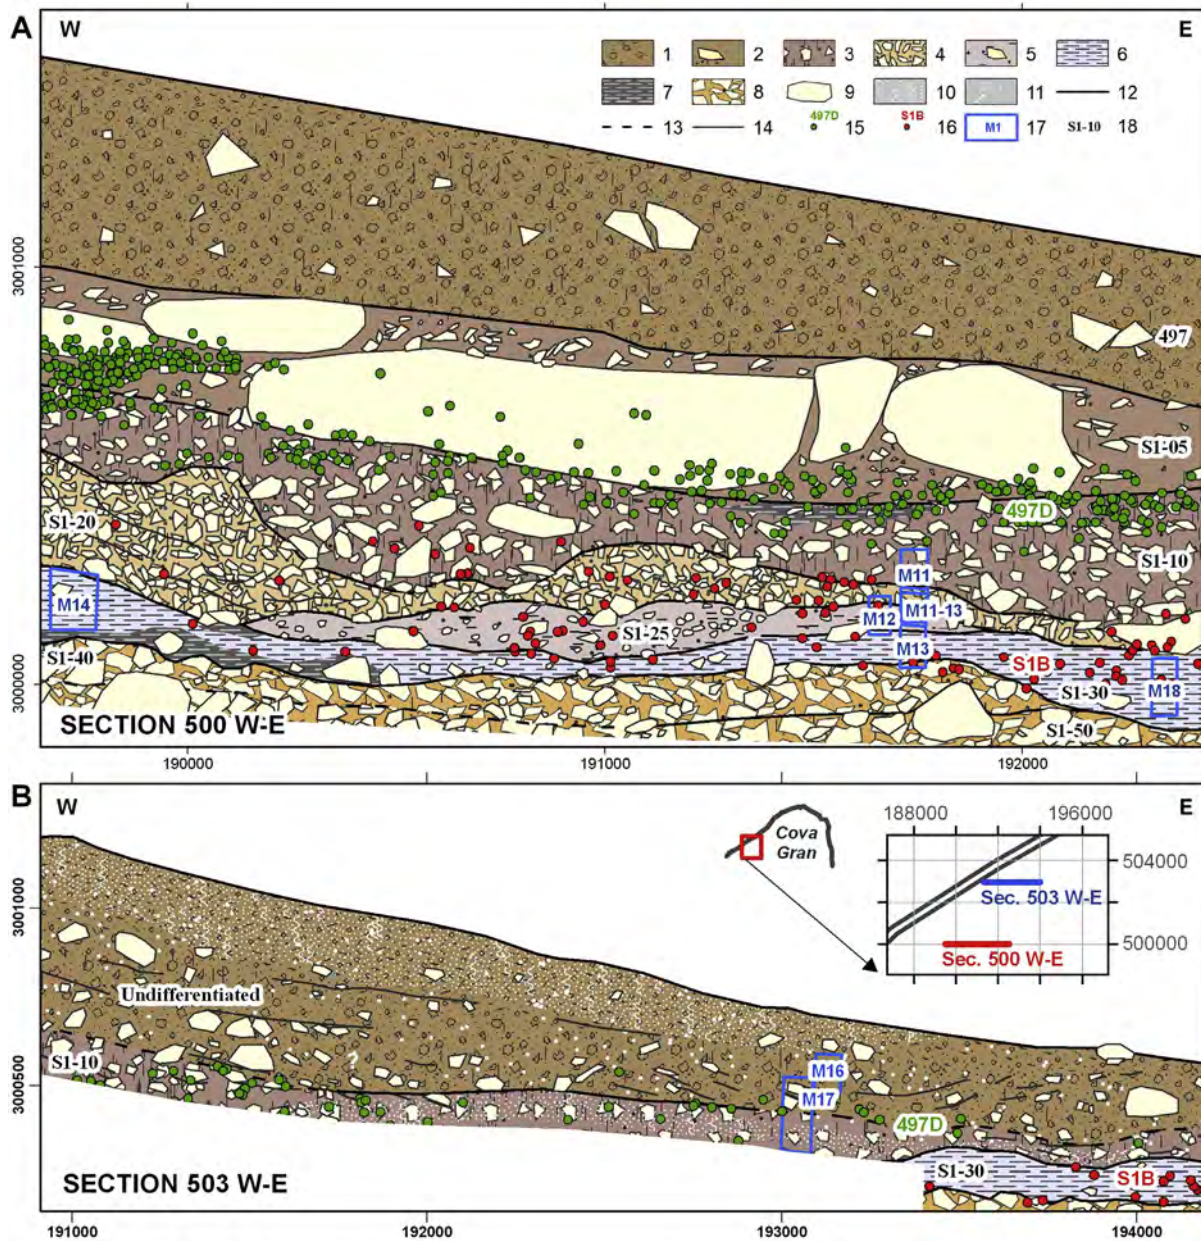 A W E
1 2 3 4 5 6
7 8 9 10 11 12
13 14 497D 15 S1B 16 M1 17 S1-10 18
3001000
497
S1-05
497D
S1-20
S1-10
M11
M14
M11-13
M12
S1-25
M13
S1-40
S1B
3000000
S1-30
M18
SECTION 500 W-E
S1-50
190000 191000 192000
B W E
188000 196000
Cova
Gran
504000
Sec. 503 W-E
500000
Sec. 500 W-E
3001000
Undifferentiated
?
S1-10
M16
3000500
M17
497D
S1-30
S1B
SECTION 503 W-E
191000 192000 193000 194000